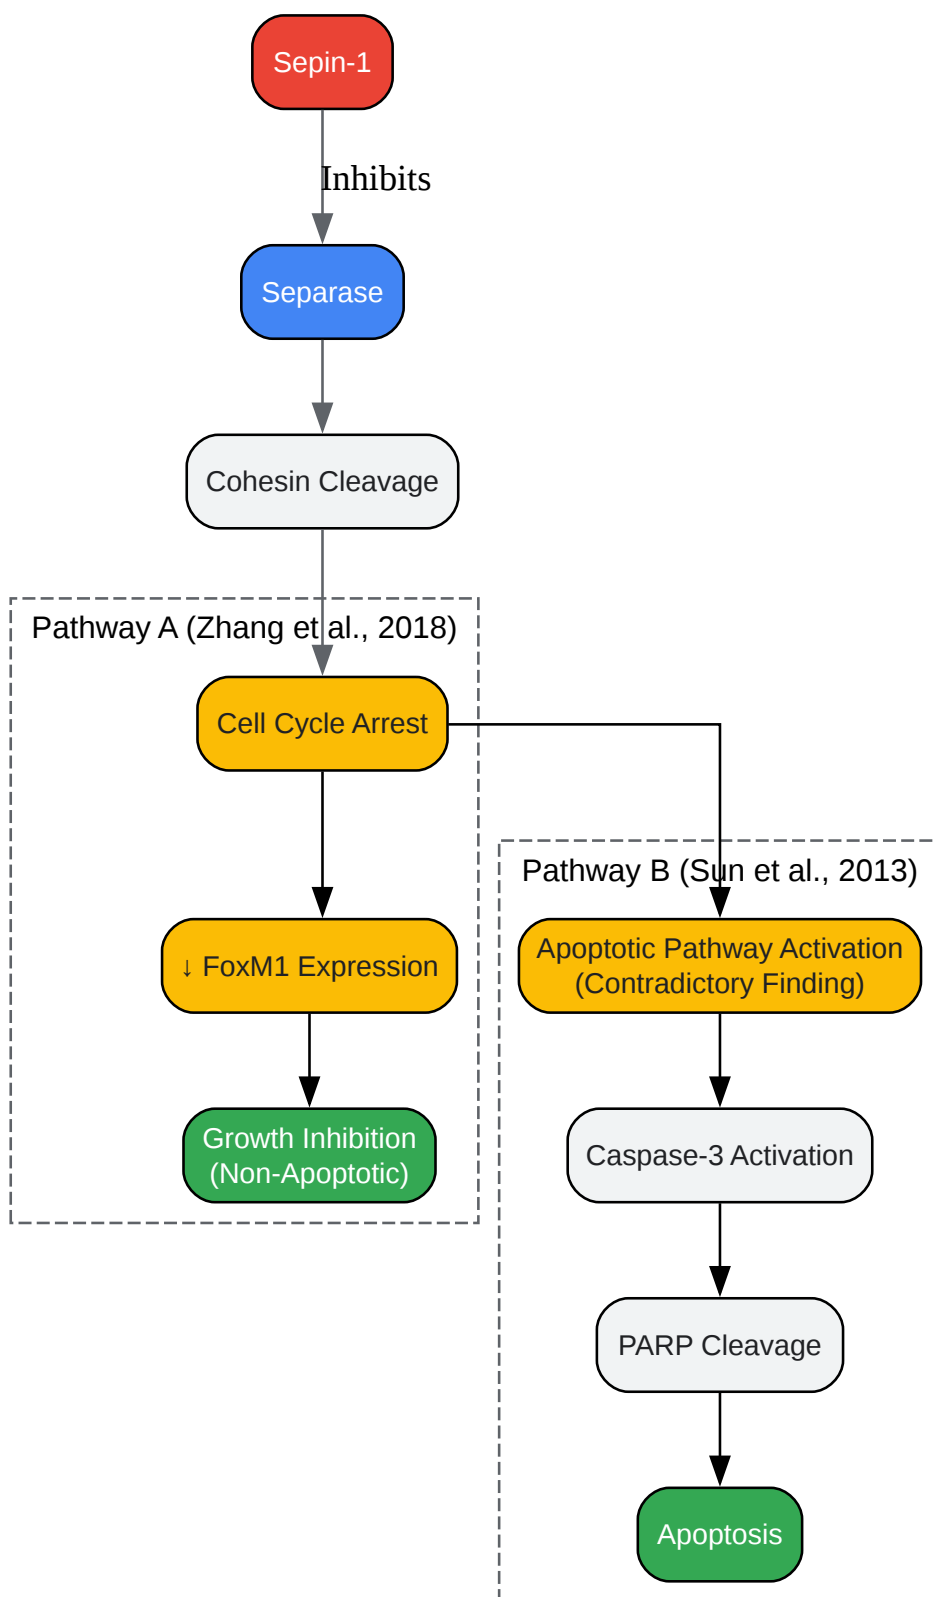 Sepin-1
Inhibits
Separase
Cohesin Cleavage
Pathway A (Zhang et al., 2018)
Cell Cycle Arrest
↓ FoxM1 Expression
Growth Inhibition
(Non-Apoptotic)
Pathway B (Sun et al., 2013)
Apoptotic Pathway Activation
(Contradictory Finding)
Caspase-3 Activation
PARP Cleavage
Apoptosis